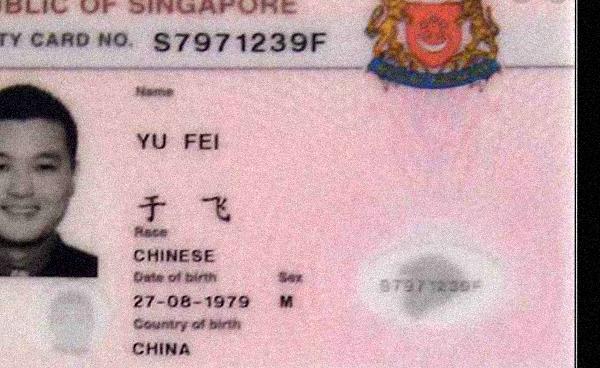 UBLIC OF SINGAPORE
TY CARD NO. S7971239F
Name
YU FEI
于 飞
Race
CHINESE
Date of birth Sex
27-08-1979 M
Country of birth
CHINA
S7971239F